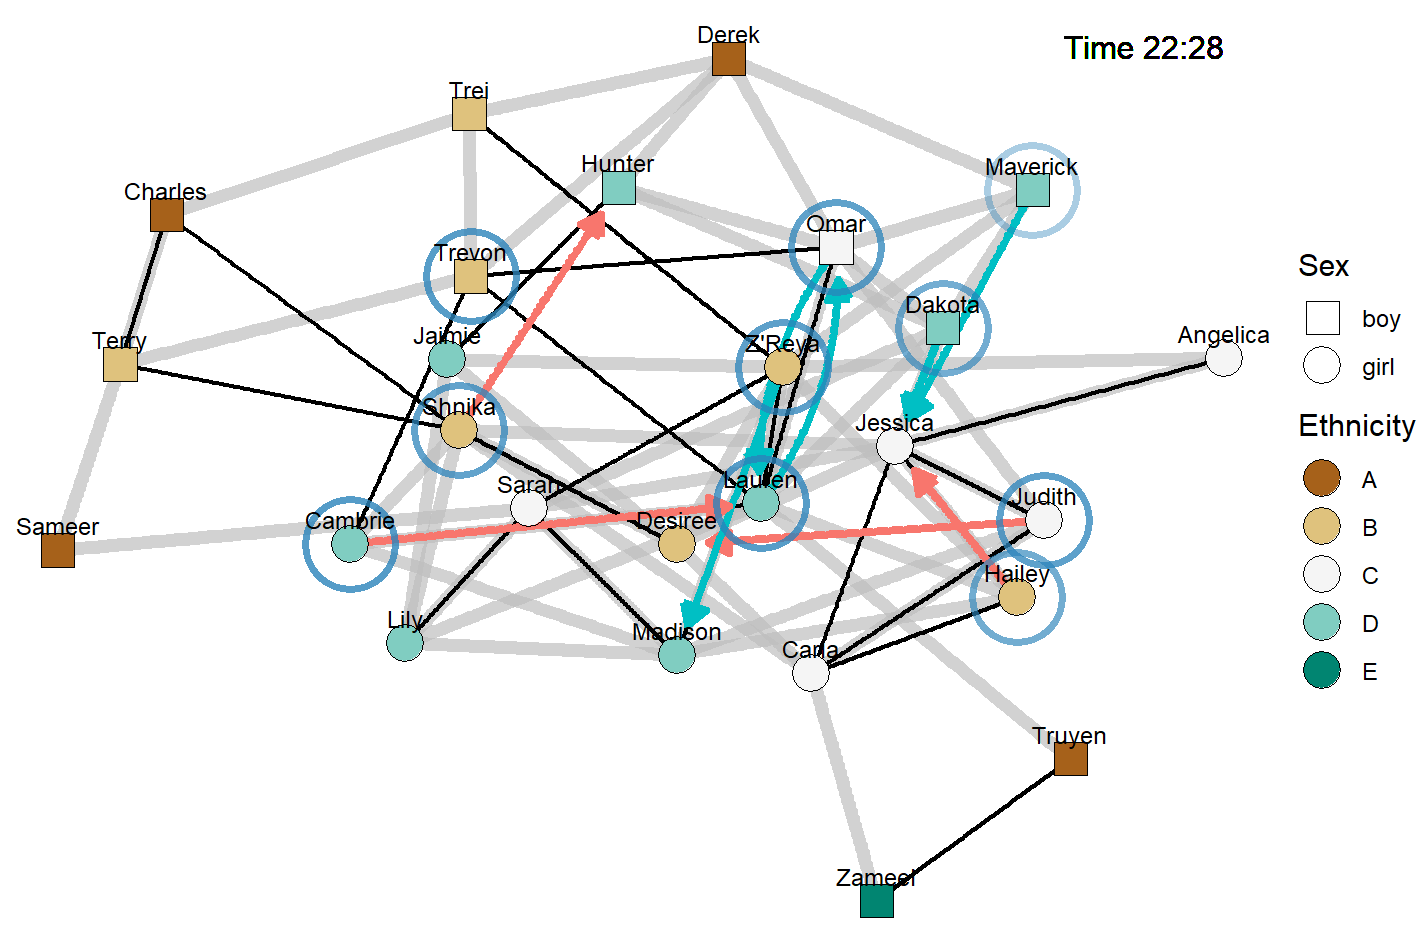 Derek
Time 22:28
Trei
Hunter
Maverick
Charles
Omar
Trevon
Sex
Dakota
boy
Jaimie
Terry
Z'Reya
Angelica
girl
Shnika
Jessica
Ethnicity
Sarah
Lauren
A
Judith
Cambrie
Desiree
Sameer
B
Hailey
C
Lily
Madison
D
Carla
E
Truyen
Zameel